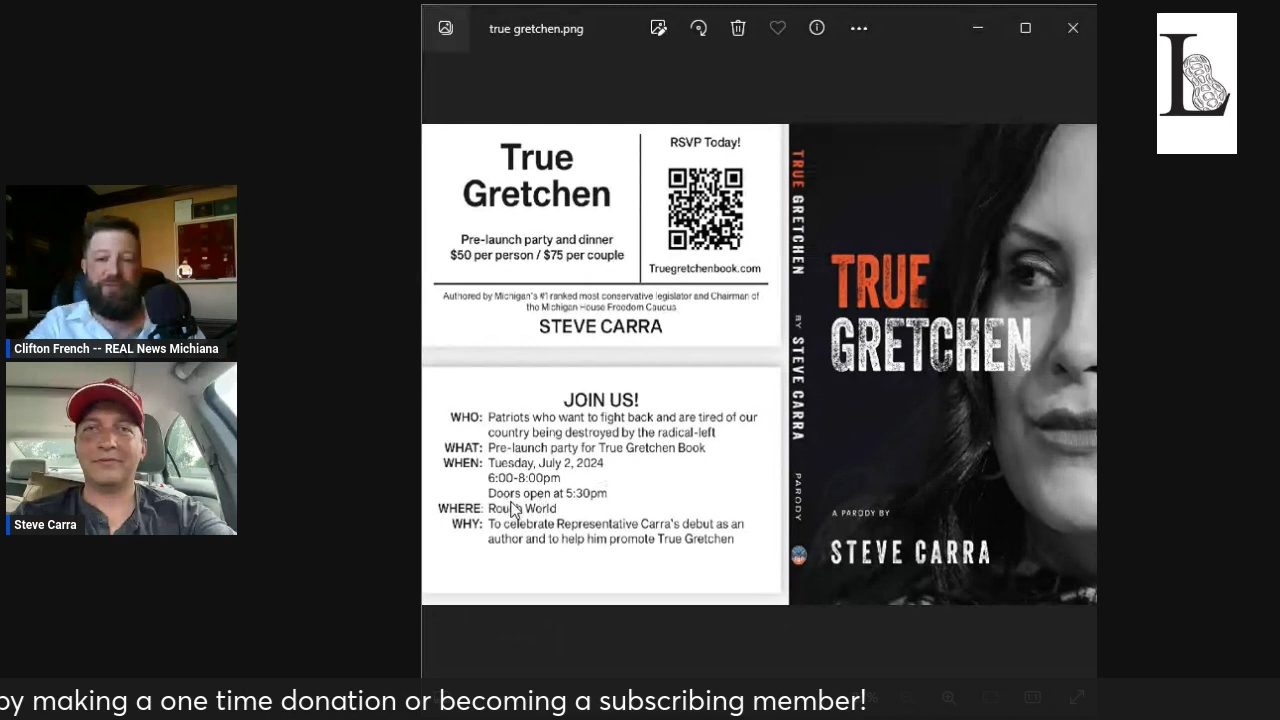 true gretchen.png
True
Gretchen
Pre-launch party and dinner
$50 per person / $75 per couple
RSVP Today!
Truegretchenbook.com
Authored by Michigan's #1 ranked most conservative legislator and Chairman of
the Michigan House Freedom Caucus
STEVE CARRA
JOIN US!
WHO: Patriots who want to fight back and are tired of our
country being destroyed by the radical-left
WHAT: Pre-launch party for True Gretchen Book
WHEN: Tuesday, July 2, 2024
6:00-8:00pm
Doors open at 5:30pm
WHERE: World
WHY: To celebrate Representative Carra's debut as an
author and to help him promote True Gretchen
TRUE GRETCHEN BY STEVE CARRA PARODY
TRUE
GRETCHEN
A PARODY BY
STEVE CARRA
L
Clifton French -- REAL News Michiana
Steve Carra
by making a one time donation or becoming a subscribing member!